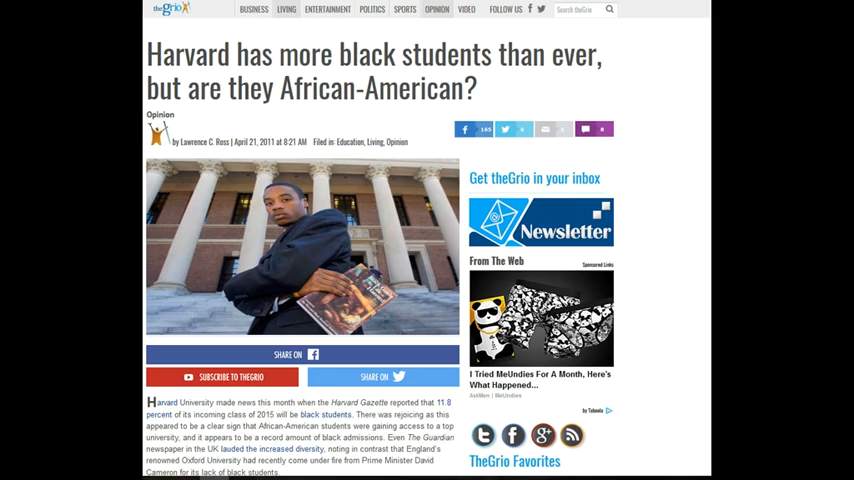 theGrio
BUSINESS LIVING ENTERTAINMENT POLITICS SPORTS OPINION VIDEO FOLLOW US Search theGrio
Harvard has more black students than ever,
but are they African-American?
Opinion
by Lawrence C. Ross | April 21, 2011 at 8:21 AM Filed in: Education, Living, Opinion
165 6 5 8
Get theGrio in your inbox
Newsletter
From The Web Sponsored Links
I Tried MeUndies For A Month, Here's
What Happened...
AskMen | MeUndies
by Taboola
SHARE ON
SUBSCRIBE TO THEGRIO SHARE ON
Harvard University made news this month when the Harvard Gazette reported that 11.8
percent of its incoming class of 2015 will be black students. There was rejoicing as this
appeared to be a clear sign that African-American students were gaining access to a top
university, and it appears to be a record amount of black admissions. Even The Guardian
newspaper in the UK lauded the increased diversity, noting in contrast that England's
renowned Oxford University had recently come under fire from Prime Minister David
Cameron for its lack of black students.
TheGrio Favorites